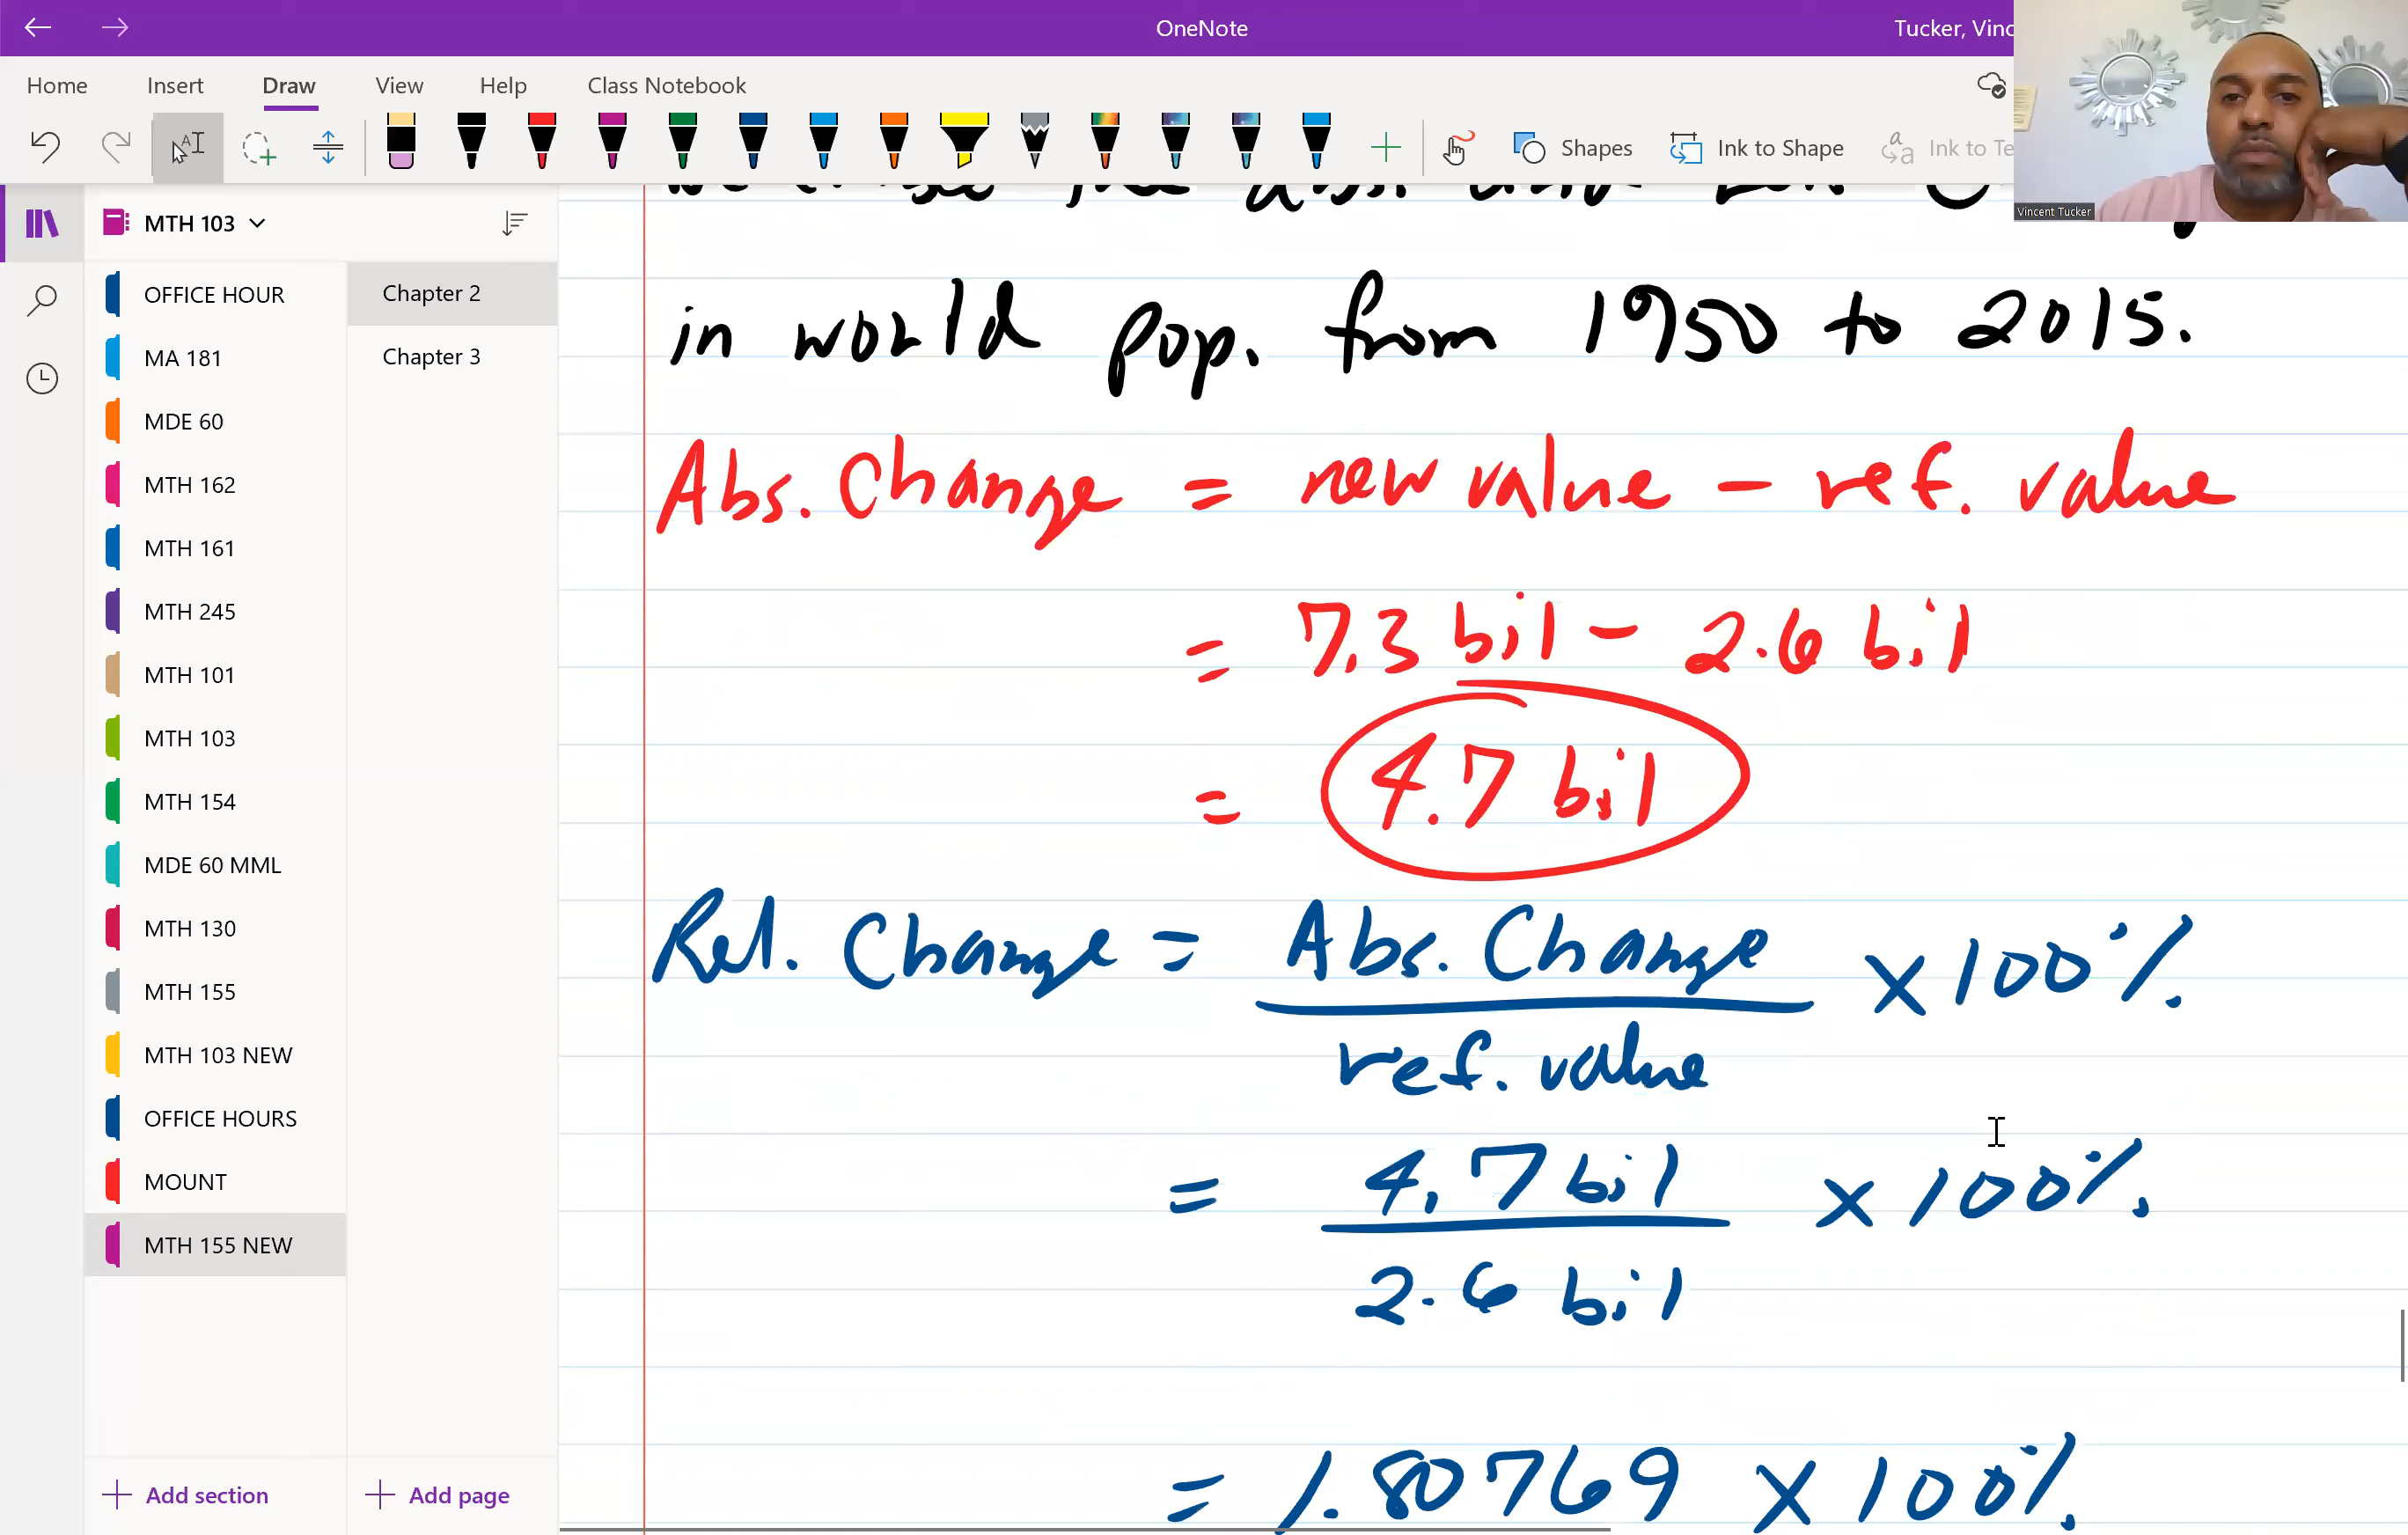 OneNote
Tucker, Vinc
Home Insert Draw View Help Class Notebook
Shapes Ink to Shape Ink to Te
Vincent Tucker
MTH 103
OFFICE HOUR
MA 181
MDE 60
MTH 162
MTH 161
MTH 245
MTH 101
MTH 103
MTH 154
MDE 60 MML
MTH 130
MTH 155
MTH 103 NEW
OFFICE HOURS
MOUNT
MTH 155 NEW
Add section
Chapter 2
Chapter 3
Add page
in world pop. from 1950 to 2015.
Abs. Change = new value - ref. value
= 7.3 bil - 2.6 bil
= 4.7 bil
Rel. Change = Abs. Change × 100%
ref. value
= 4.7 bil × 100%
2.6 bil
= 1.80769 × 100%